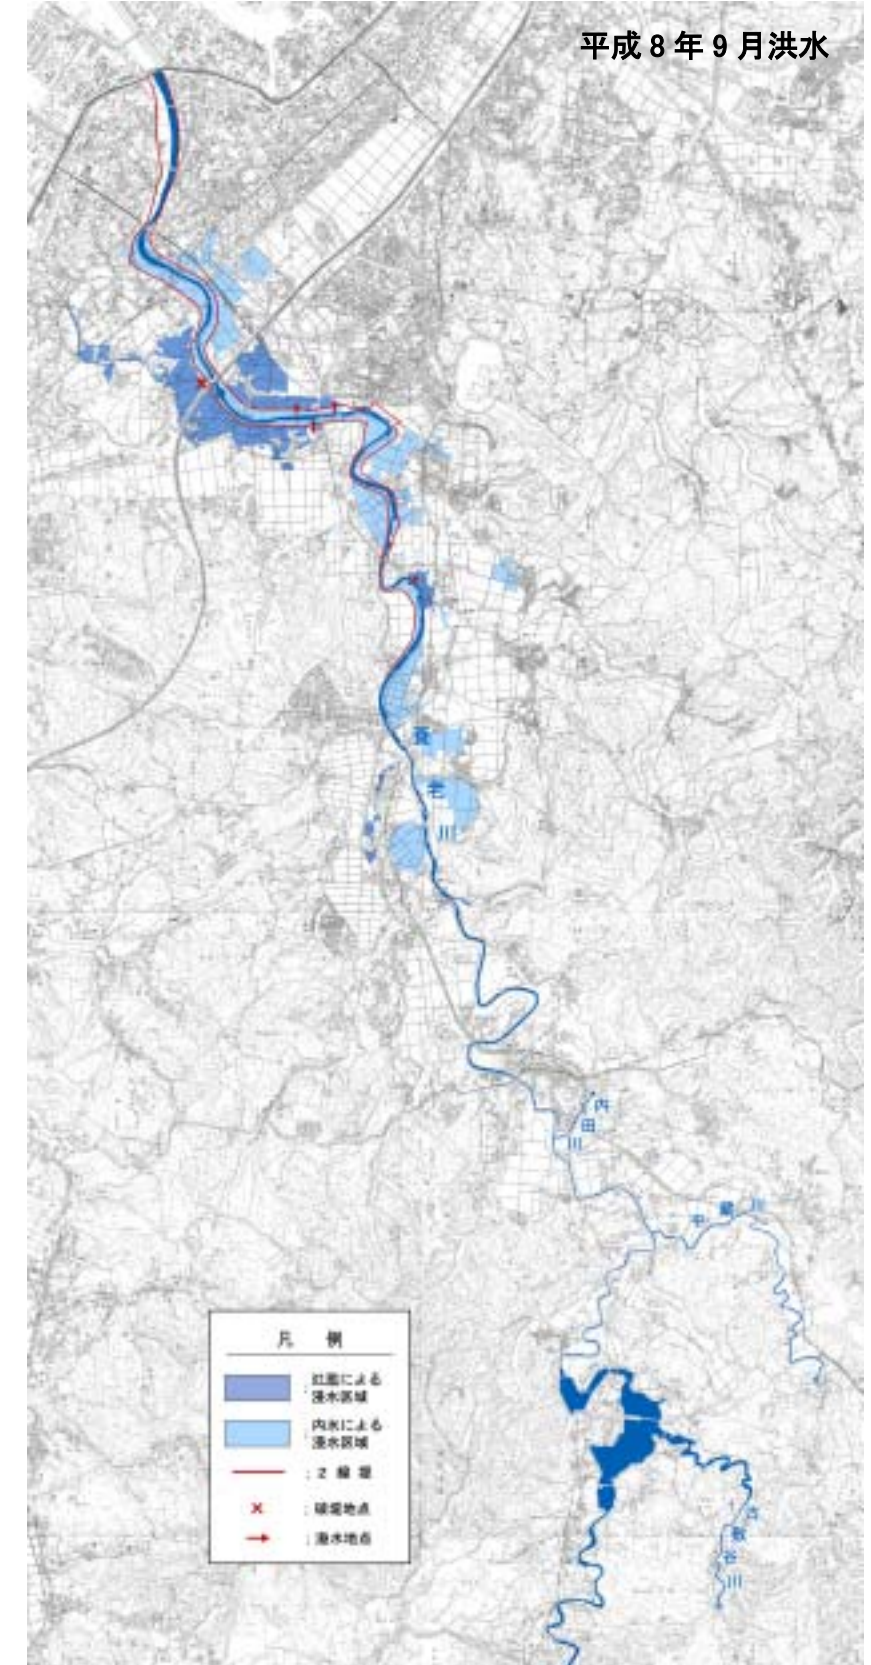 平成８年９月洪水
養老川
内田川
平蔵川
古敷谷川
凡　例
：氾濫による
浸水区域
内水による
浸水区域
：２線堤
：破堤地点
：溢水地点